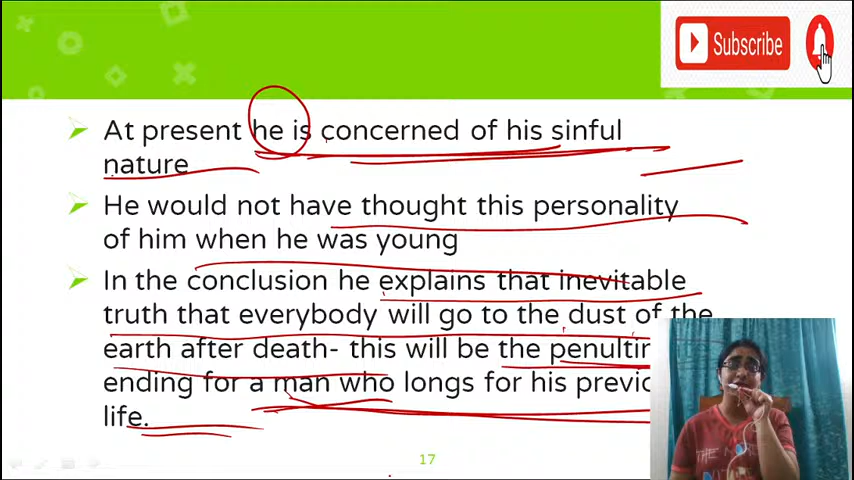 Subscribe
At present he is concerned of his sinful
nature
He would not have thought this personality
of him when he was young
In the conclusion he explains that inevitable
truth that everybody will go to the dust of the
earth after death- this will be the
ending for a man who longs for his
life.
17